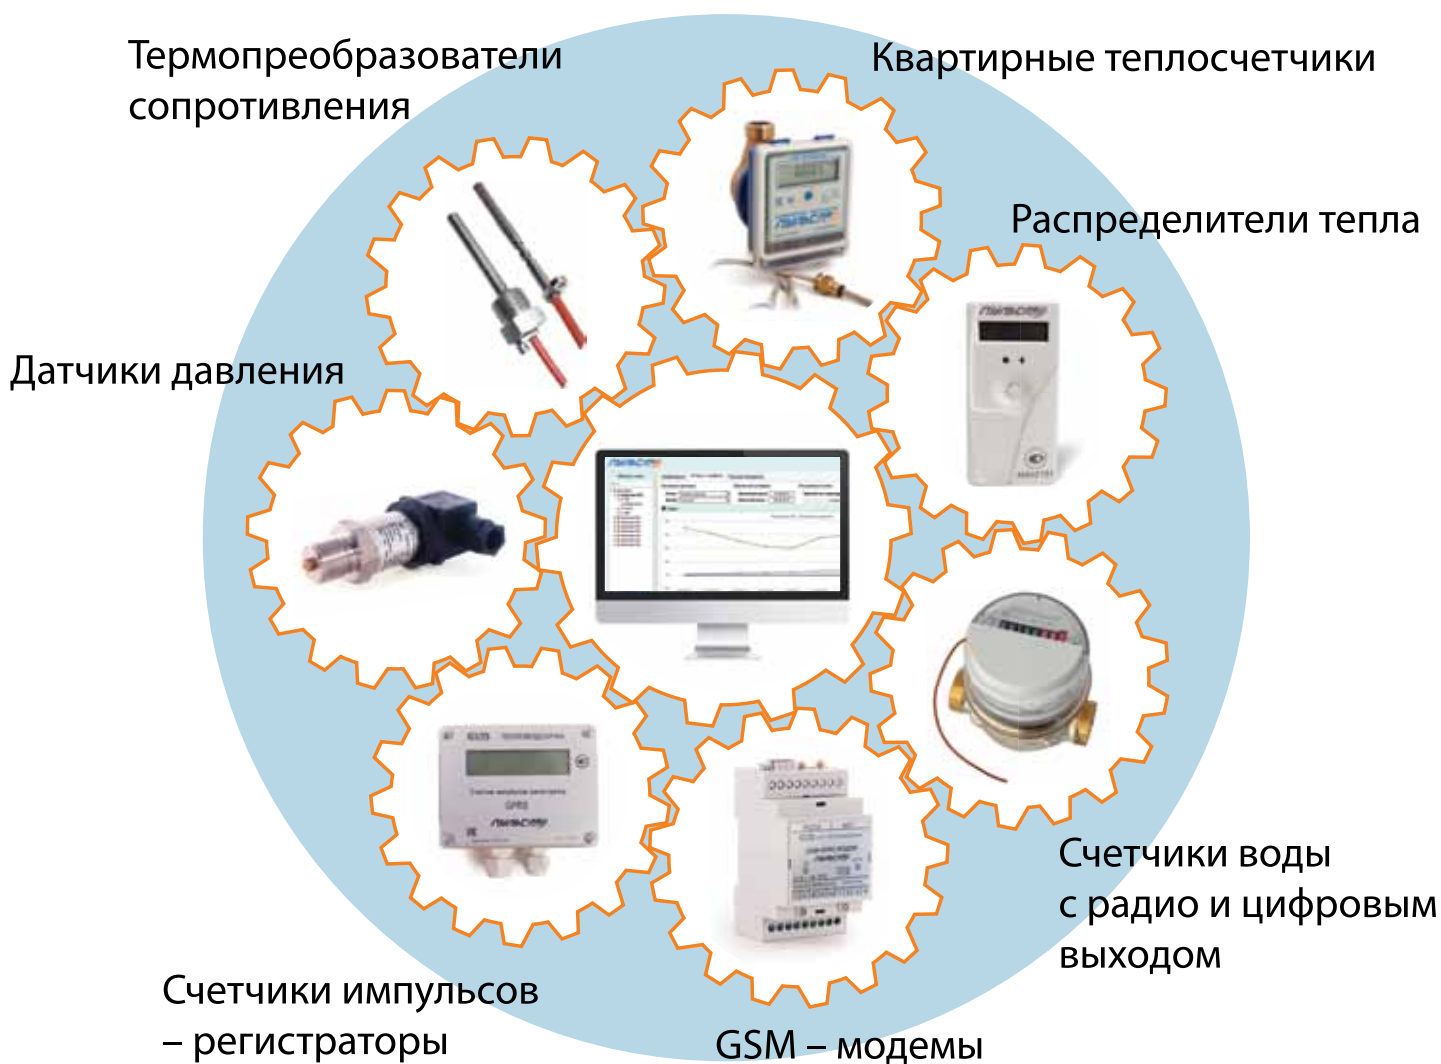 Термопреобразователи
сопротивления
Квартирные теплосчетчики
Распределители тепла
Датчики давления
Счетчики воды
с радио и цифровым
выходом
Счетчики импульсов
– регистраторы
GSM – модемы